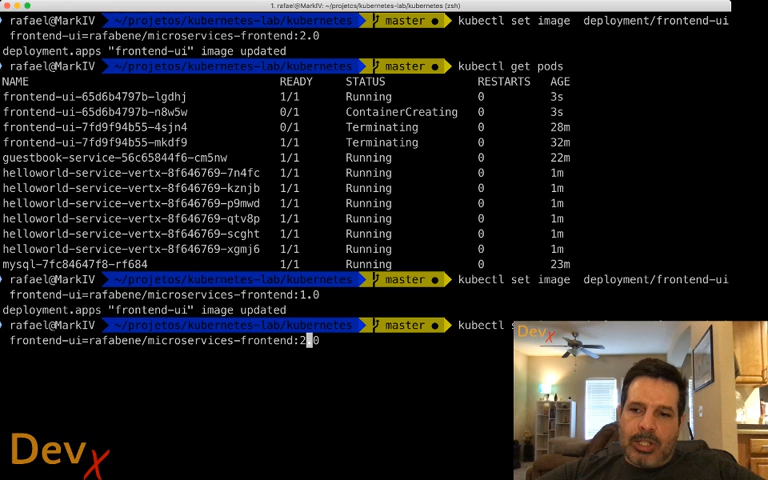 1. rafael@MarkIV: ~/projetos/kubernetes-lab/kubernetes (zsh)
rafael@MarkIV ~/projetos/kubernetes-lab/kubernetes master ● kubectl set image deployment/frontend-ui
frontend-ui=rafabene/microservices-frontend:2.0
deployment.apps "frontend-ui" image updated
rafael@MarkIV ~/projetos/kubernetes-lab/kubernetes master ● kubectl get pods
NAME READY STATUS RESTARTS AGE
frontend-ui-65d6b4797b-lgdhj 1/1 Running 0 3s
frontend-ui-65d6b4797b-n8w5w 0/1 ContainerCreating 0 3s
frontend-ui-7fd9f94b55-4sjn4 0/1 Terminating 0 28m
frontend-ui-7fd9f94b55-mkdf9 1/1 Terminating 0 32m
guestbook-service-56c65844f6-cm5nw 1/1 Running 0 22m
helloworld-service-vertx-8f646769-7n4fc 1/1 Running 0 1m
helloworld-service-vertx-8f646769-kznjb 1/1 Running 0 1m
helloworld-service-vertx-8f646769-p9mwd 1/1 Running 0 1m
helloworld-service-vertx-8f646769-qtv8p 1/1 Running 0 1m
helloworld-service-vertx-8f646769-scght 1/1 Running 0 1m
helloworld-service-vertx-8f646769-xgmj6 1/1 Running 0 1m
mysql-7fc84647f8-rf684 1/1 Running 0 23m
rafael@MarkIV ~/projetos/kubernetes-lab/kubernetes master ● kubectl set image deployment/frontend-ui
frontend-ui=rafabene/microservices-frontend:1.0
deployment.apps "frontend-ui" image updated
rafael@MarkIV ~/projetos/kubernetes-lab/kubernetes master ● kubectl s
frontend-ui=rafabene/microservices-frontend:2.0
DevX
DevX